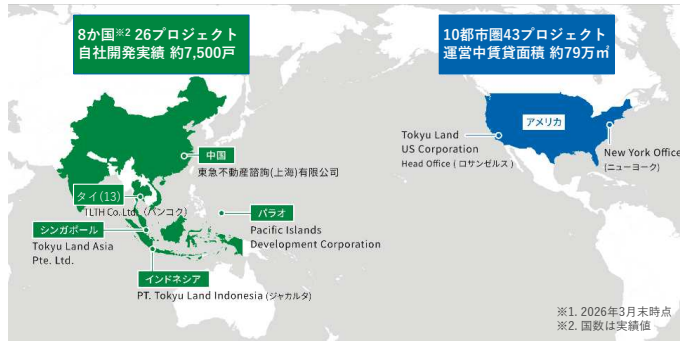 8か国※2 26プロジェクト
自社開発実績 約7,500戸
10都市圏43プロジェクト
運営中賃貸面積 約79万㎡
アメリカ
Tokyu Land
US Corporation
Head Office ( ロサンゼルス )
New York Office
(ニューヨーク)
中国
東急不動産諮詢(上海)有限公司
タイ(13)
TLTH Co.Ltd.（バンコク）
パラオ
Pacific Islands
Development Corporation
シンガポール
Tokyu Land Asia
Pte. Ltd.
インドネシア
PT. Tokyu Land Indonesia (ジャカルタ)
※1. 2026年3月末時点
※2. 国数は実績値